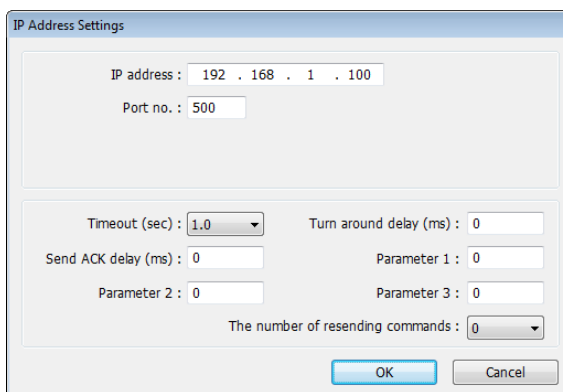 IP Address Settings
IP address : 192 . 168 . 1 . 100
Port no. : 500
Timeout (sec) : 1.0 Turn around delay (ms) : 0
Send ACK delay (ms) : 0 Parameter 1 : 0
Parameter 2 : 0 Parameter 3 : 0
The number of resending commands : 0
OK Cancel